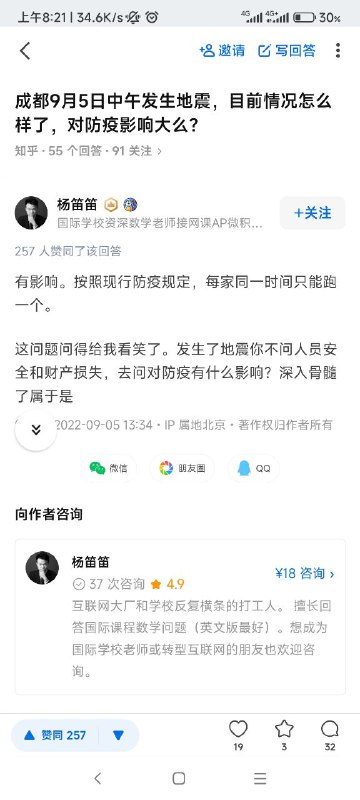 上午8:21 | 34.6K/s
4G 4G+ 30%
邀请 写回答
成都9月5日中午发生地震，目前情况怎么
样了，对防疫影响大么？
知乎 · 55 个回答 · 91 关注 >
杨笛笛
国际学校资深数学老师接网课AP微积...
+关注
257 人赞同了该回答
有影响。按照现行防疫规定，每家同一时间只能跑
一个。
这问题问得给我看笑了。发生了地震你不问人员安
全和财产损失，去问对防疫有什么影响？深入骨髓
了属于是
2022-09-05 13:34 · IP 属地北京 · 著作权归作者所有
微信 朋友圈 QQ
向作者咨询
杨笛笛
37 次咨询 4.9
¥18 咨询 ›
互联网大厂和学校反复横条的打工人。 擅长回
答国际课程数学问题（英文版最好）。想成为
国际学校老师或转型互联网的朋友也欢迎咨
询。
赞同 257
19 3 32